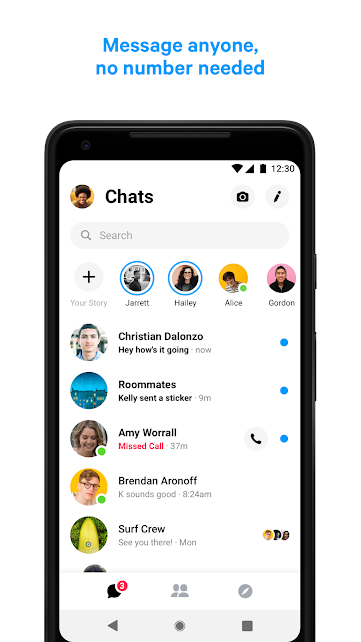 Message anyone,
no number needed
12:30
Chats
Search
Your Story
Jarrett
Hailey
Alice
Gordon
Christian Dalonzo
Hey how's it going · now
Roommates
Kelly sent a sticker · 9m
Amy Worrall
Missed Call · 37m
Brendan Aronoff
K sounds good · 8:24am
Surf Crew
See you there! · Mon
3